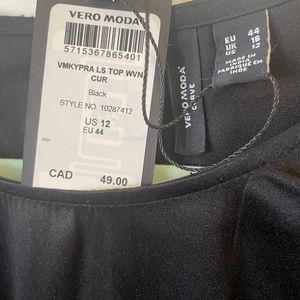 VERO MODA
5715367865401
VMKYPRA LS TOP WVN
CUR
Black
STYLE NO. 10287412
US 12
EU 44
CAD 49.00
VERO MODA
CURVE
EU 44
UK 16
US 12
MADE IN INDIA
FABRIQUÉ EN
INDE